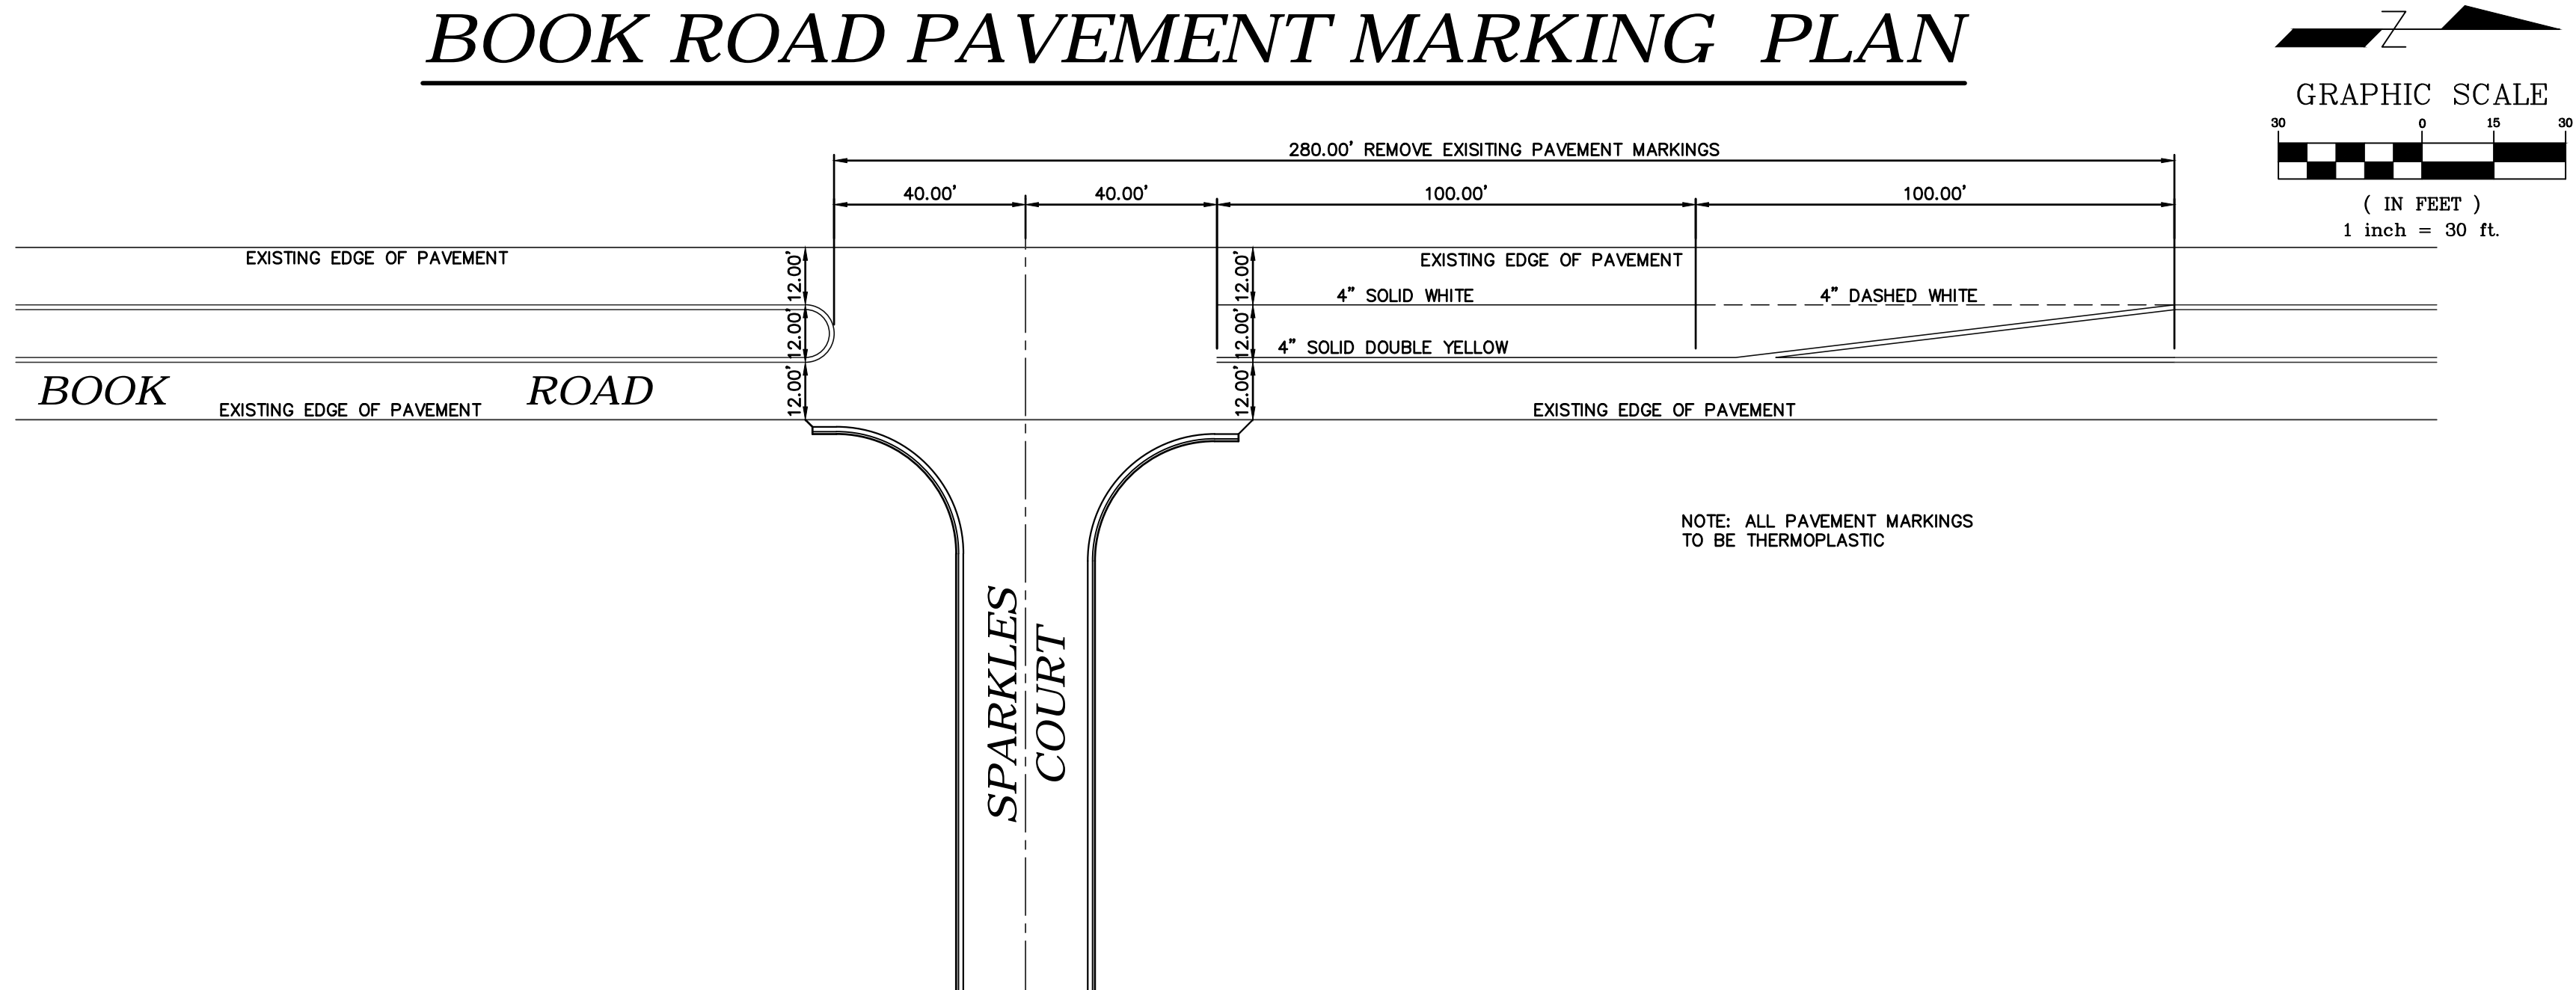 BOOK ROAD PAVEMENT MARKING PLAN
Z
GRAPHIC SCALE
30 0 15 30
( IN FEET )
1 inch = 30 ft.
280.00' REMOVE EXISITING PAVEMENT MARKINGS
40.00' 40.00' 100.00' 100.00'
EXISTING EDGE OF PAVEMENT
12.00'
12.00'
EXISTING EDGE OF PAVEMENT
4" SOLID WHITE
4" DASHED WHITE
12.00'
12.00'
4" SOLID DOUBLE YELLOW
BOOK ROAD
EXISTING EDGE OF PAVEMENT
12.00'
12.00'
EXISTING EDGE OF PAVEMENT
NOTE: ALL PAVEMENT MARKINGS
TO BE THERMOPLASTIC
SPARKLES
COURT